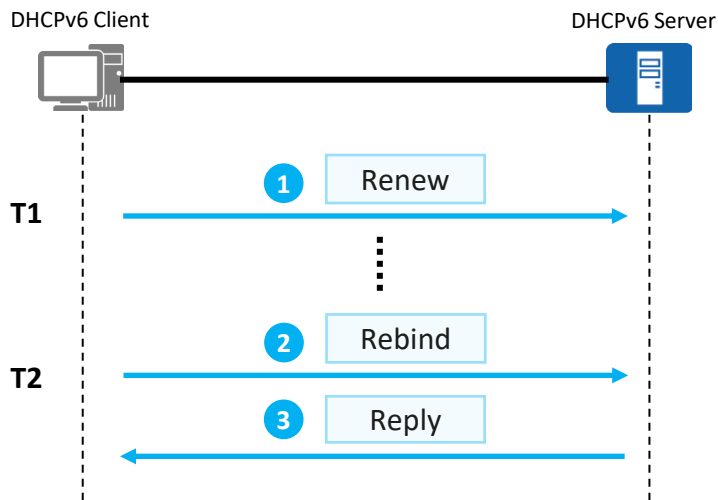 DHCPv6 Client
DHCPv6 Server
1
Renew
T1
2
Rebind
T2
3
Reply